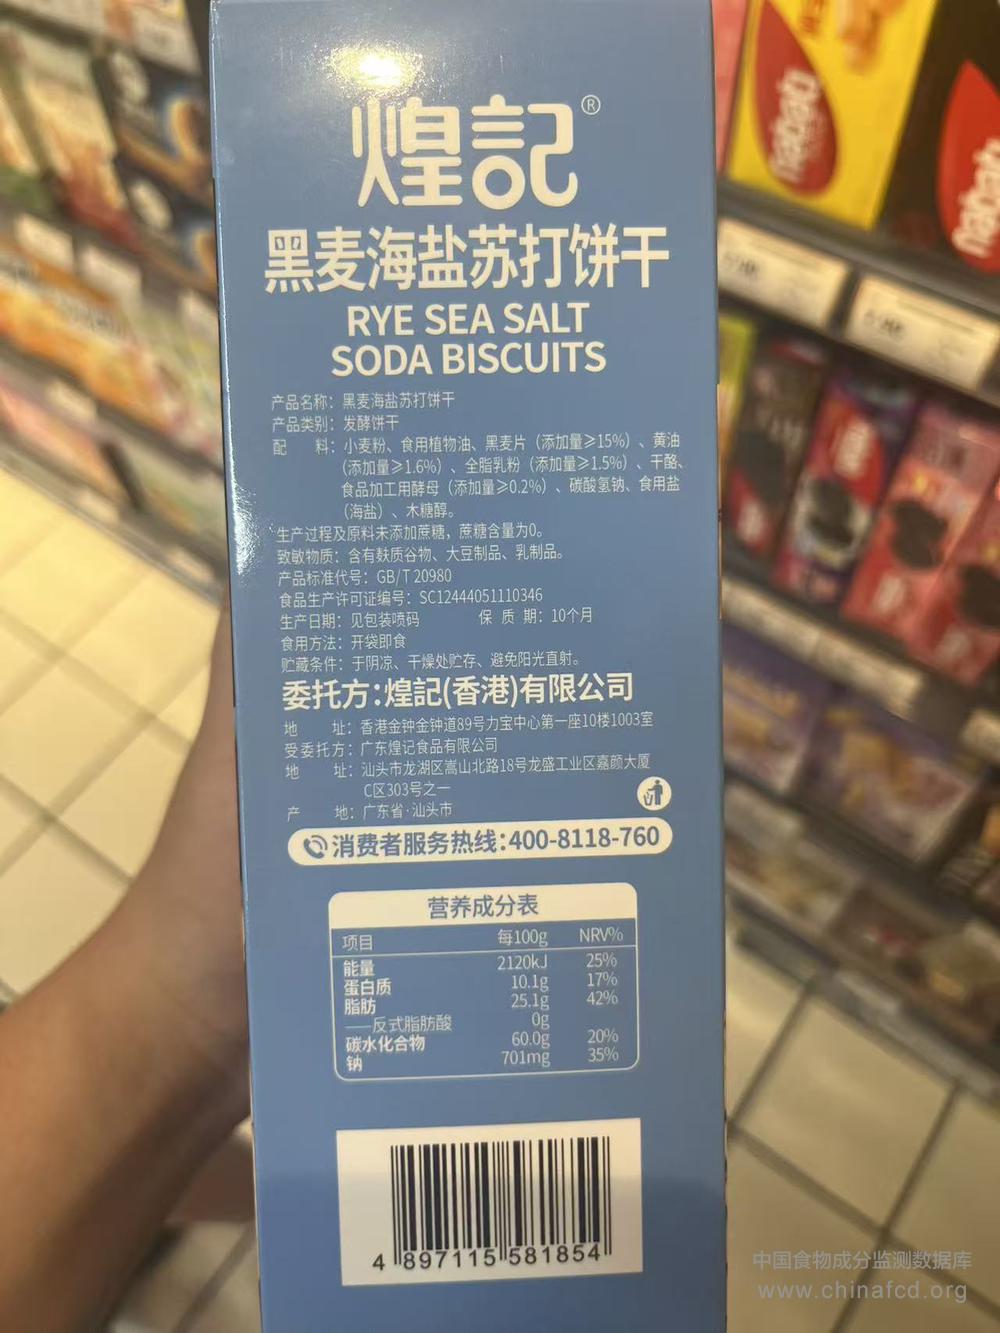 煌記®
黑麦海盐苏打饼干
RYE SEA SALT
SODA BISCUITS
产品名称：黑麦海盐苏打饼干
产品类别：发酵饼干
配 料：小麦粉、食用植物油、黑麦片（添加量≥15%）、黄油
（添加量≥1.6%）、全脂乳粉（添加量≥1.5%）、干酪、
食品加工用酵母（添加量≥0.2%）、碳酸氢钠、食用盐
（海盐）、木糖醇。
生产过程及原料未添加蔗糖，蔗糖含量为0。
致敏物质：含有麸质谷物、大豆制品、乳制品。
产品标准代号：GB/T 20980
食品生产许可证编号：SC12444051110346
生产日期：见包装喷码 保 质 期：10个月
食用方法：开袋即食
贮藏条件：于阴凉、干燥处贮存、避免阳光直射。
委托方：煌記(香港)有限公司
地 址：香港金钟金钟道89号力宝中心第一座10楼1003室
受委托方：广东煌记食品有限公司
地 址：汕头市龙湖区嵩山北路18号龙盛工业区嘉颜大厦
C区303号之一
产 地：广东省·汕头市
消费者服务热线：400-8118-760
营养成分表
项目 每100g NRV%
能量 2120kJ 25%
蛋白质 10.1g 17%
脂肪 25.1g 42%
——反式脂肪酸 0g
碳水化合物 60.0g 20%
钠 701mg 35%
4 897115 581854
nabati
nabati
中国食物成分监测数据库
www.chinafcd.org